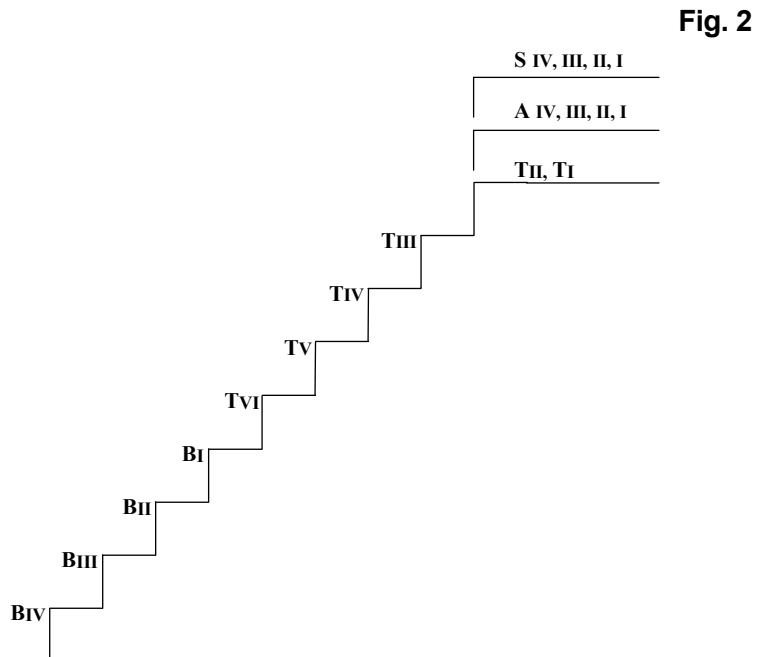 Fig. 2
S IV, III, II, I
A IV, III, II, I
TII, TI
TIII
TIV
TV
TVI
BI
BII
BIII
BIV